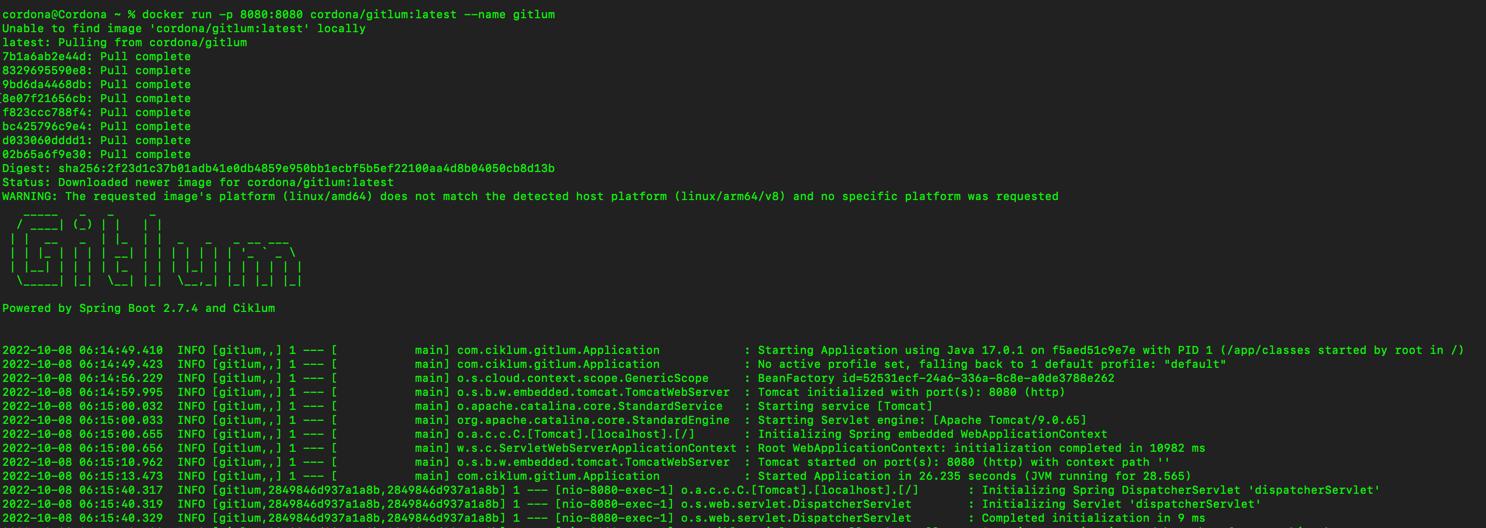 cordona@Cordona ~ % docker run -p 8080:8080 cordona/gitlum:latest --name gitlum
Unable to find image 'cordona/gitlum:latest' locally
latest: Pulling from cordona/gitlum
7b1a6ab2e44d: Pull complete
8329695590e8: Pull complete
9bd6da4468db: Pull complete
8e07f21656cb: Pull complete
f823ccc788f4: Pull complete
bc425796c9e4: Pull complete
d033060dddd1: Pull complete
02b65a6f9e30: Pull complete
Digest: sha256:2f23d1c37b01adb41e0db4859e950bb1ecbf5b5ef22100aa4d8b04050cb8d13b
Status: Downloaded newer image for cordona/gitlum:latest
WARNING: The requested image's platform (linux/amd64) does not match the detected host platform (linux/arm64/v8) and no specific platform was requested
Gitlum
Powered by Spring Boot 2.7.4 and Ciklum
2022-10-08 06:14:49.410  INFO [gitlum,,] 1 --- [           main] com.ciklum.gitlum.Application            : Starting Application using Java 17.0.1 on f5aed51c9e7e with PID 1 (/app/classes started by root in /)
2022-10-08 06:14:49.423  INFO [gitlum,,] 1 --- [           main] com.ciklum.gitlum.Application            : No active profile set, falling back to 1 default profile: "default"
2022-10-08 06:14:56.229  INFO [gitlum,,] 1 --- [           main] o.s.cloud.context.scope.GenericScope     : BeanFactory id=52531ecf-24a6-336a-8c8e-a0de3788e262
2022-10-08 06:14:59.995  INFO [gitlum,,] 1 --- [           main] o.s.b.w.embedded.tomcat.TomcatWebServer  : Tomcat initialized with port(s): 8080 (http)
2022-10-08 06:15:00.032  INFO [gitlum,,] 1 --- [           main] o.apache.catalina.core.StandardService   : Starting service [Tomcat]
2022-10-08 06:15:00.033  INFO [gitlum,,] 1 --- [           main] org.apache.catalina.core.StandardEngine  : Starting Servlet engine: [Apache Tomcat/9.0.65]
2022-10-08 06:15:00.655  INFO [gitlum,,] 1 --- [           main] o.a.c.c.C.[Tomcat].[localhost].[/]       : Initializing Spring embedded WebApplicationContext
2022-10-08 06:15:00.656  INFO [gitlum,,] 1 --- [           main] w.s.c.ServletWebServerApplicationContext : Root WebApplicationContext: initialization completed in 10982 ms
2022-10-08 06:15:10.962  INFO [gitlum,,] 1 --- [           main] o.s.b.w.embedded.tomcat.TomcatWebServer  : Tomcat started on port(s): 8080 (http) with context path ''
2022-10-08 06:15:13.473  INFO [gitlum,,] 1 --- [           main] com.ciklum.gitlum.Application            : Started Application in 26.235 seconds (JVM running for 28.565)
2022-10-08 06:15:40.317  INFO [gitlum,2849846d937a1a8b,2849846d937a1a8b] 1 --- [nio-8080-exec-1] o.a.c.c.C.[Tomcat].[localhost].[/]       : Initializing Spring DispatcherServlet 'dispatcherServlet'
2022-10-08 06:15:40.319  INFO [gitlum,2849846d937a1a8b,2849846d937a1a8b] 1 --- [nio-8080-exec-1] o.s.web.servlet.DispatcherServlet        : Initializing Servlet 'dispatcherServlet'
2022-10-08 06:15:40.329  INFO [gitlum,2849846d937a1a8b,2849846d937a1a8b] 1 --- [nio-8080-exec-1] o.s.web.servlet.DispatcherServlet        : Completed initialization in 9 ms